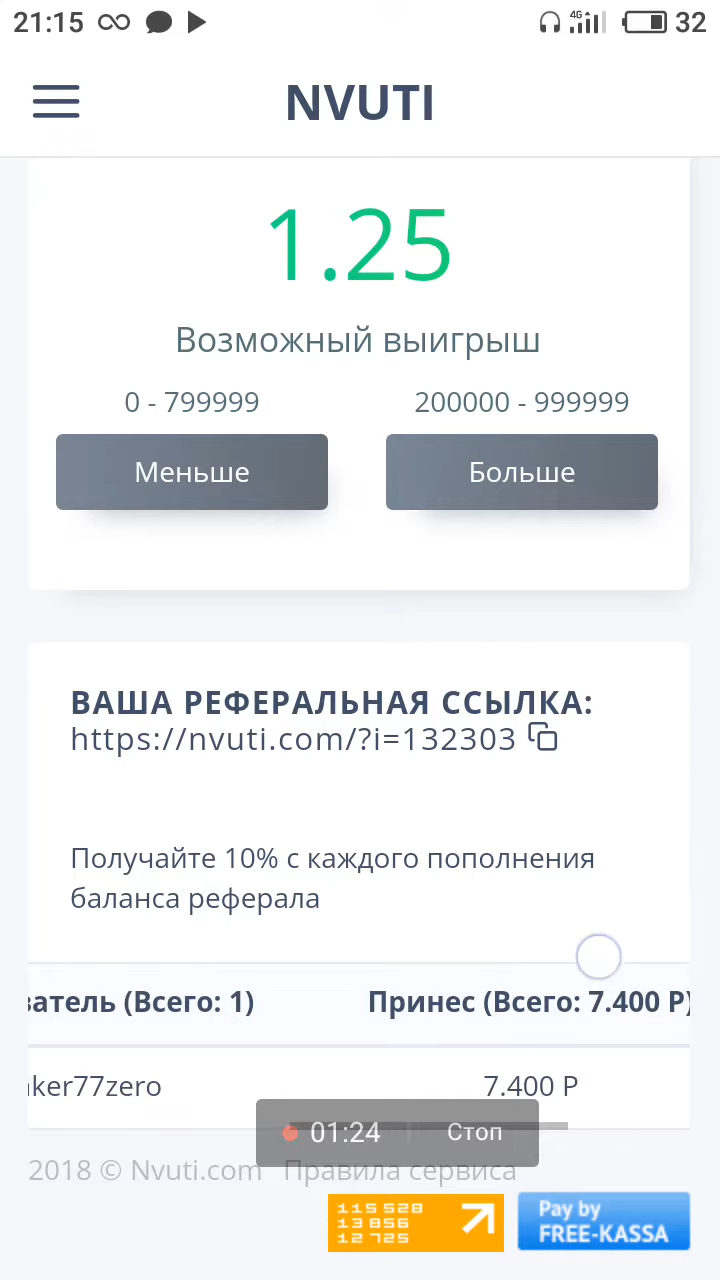 21:15
4G
32
NVUTI
1.25
Возможный выигрыш
0 - 799999
200000 - 999999
Меньше
Больше
ВАША РЕФЕРАЛЬНАЯ ССЫЛКА:
https://nvuti.com/?i=132303
Получайте 10% с каждого пополнения
баланса реферала
ватель (Всего: 1)
Принес (Всего: 7.400 Р)
ker77zero
7.400 Р
01:24
Стоп
2018 © Nvuti.com
Правила сервиса
115 528
13 856
12 725
Pay by
FREE-KASSA